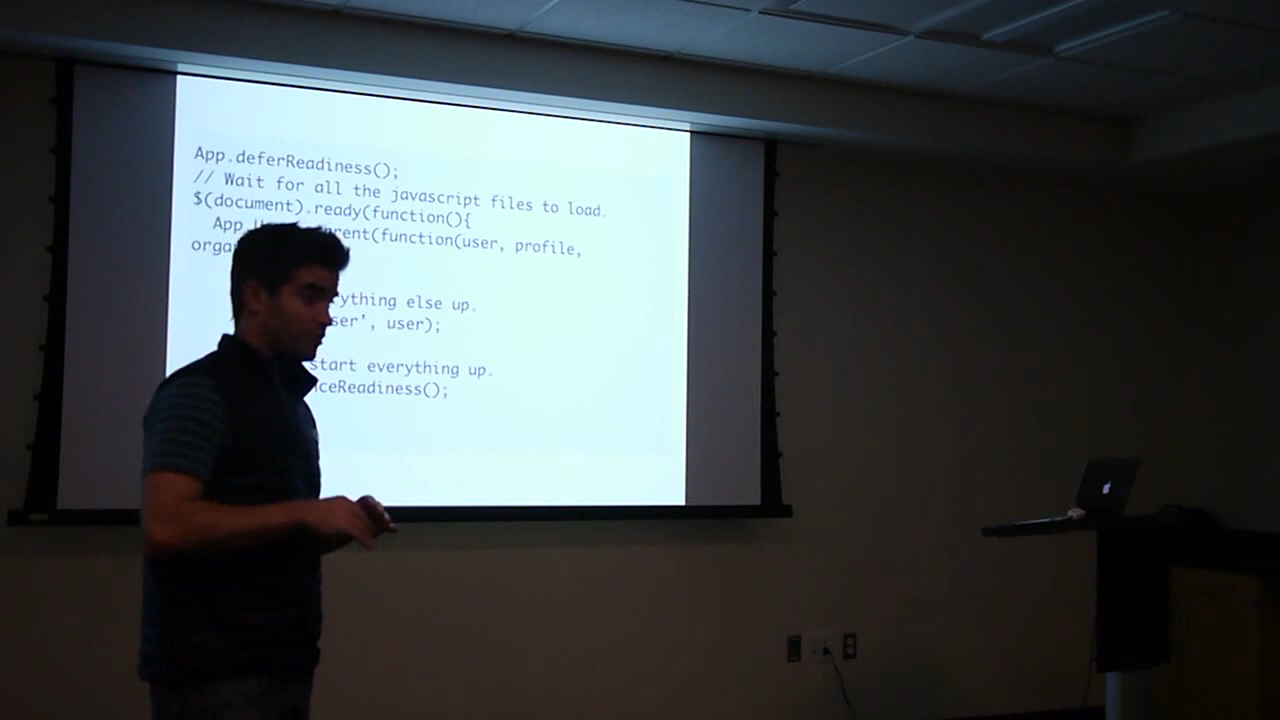 App.deferReadiness();
// Wait for all the javascript files to load.
$(document).ready(function(){
App. rent(function(user, profile,
orga
rything else up.
ser', user);
start everything up.
ceReadiness();